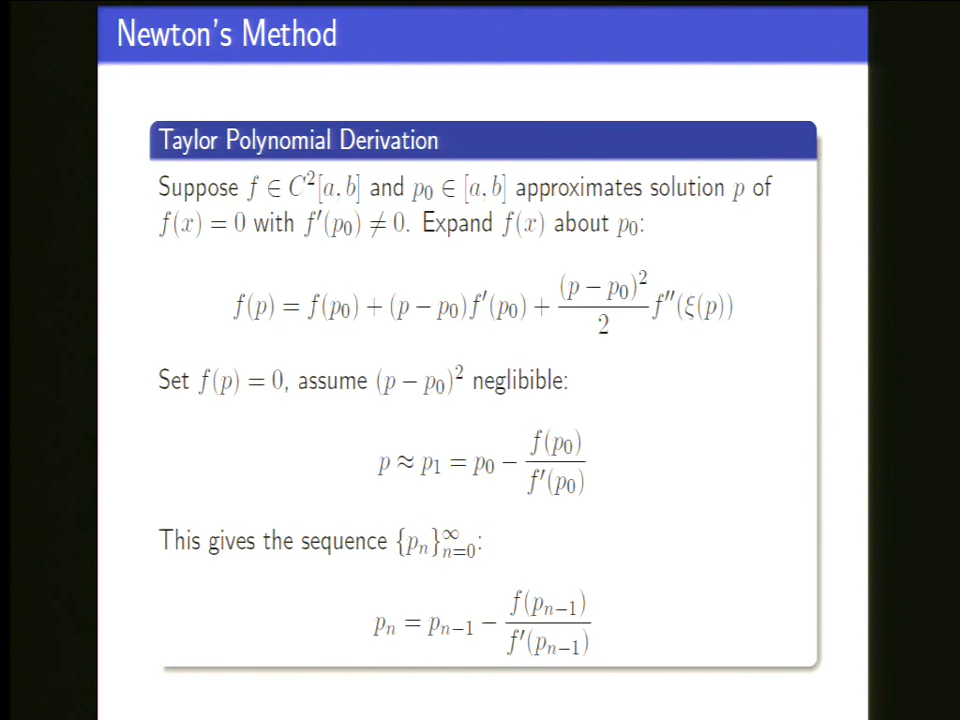 Newton's Method
Taylor Polynomial Derivation
Suppose f ∈ C²[a, b] and p₀ ∈ [a, b] approximates solution p of
f(x) = 0 with f′(p₀) ≠ 0. Expand f(x) about p₀:
f(p) = f(p₀) + (p − p₀)f′(p₀) + (p − p₀)²/2 f″(ξ(p))
Set f(p) = 0, assume (p − p₀)² neglibible:
p ≈ p₁ = p₀ − f(p₀)/f′(p₀)
This gives the sequence {pₙ}∞ₙ₌₀:
pₙ = pₙ₋₁ − f(pₙ₋₁)/f′(pₙ₋₁)